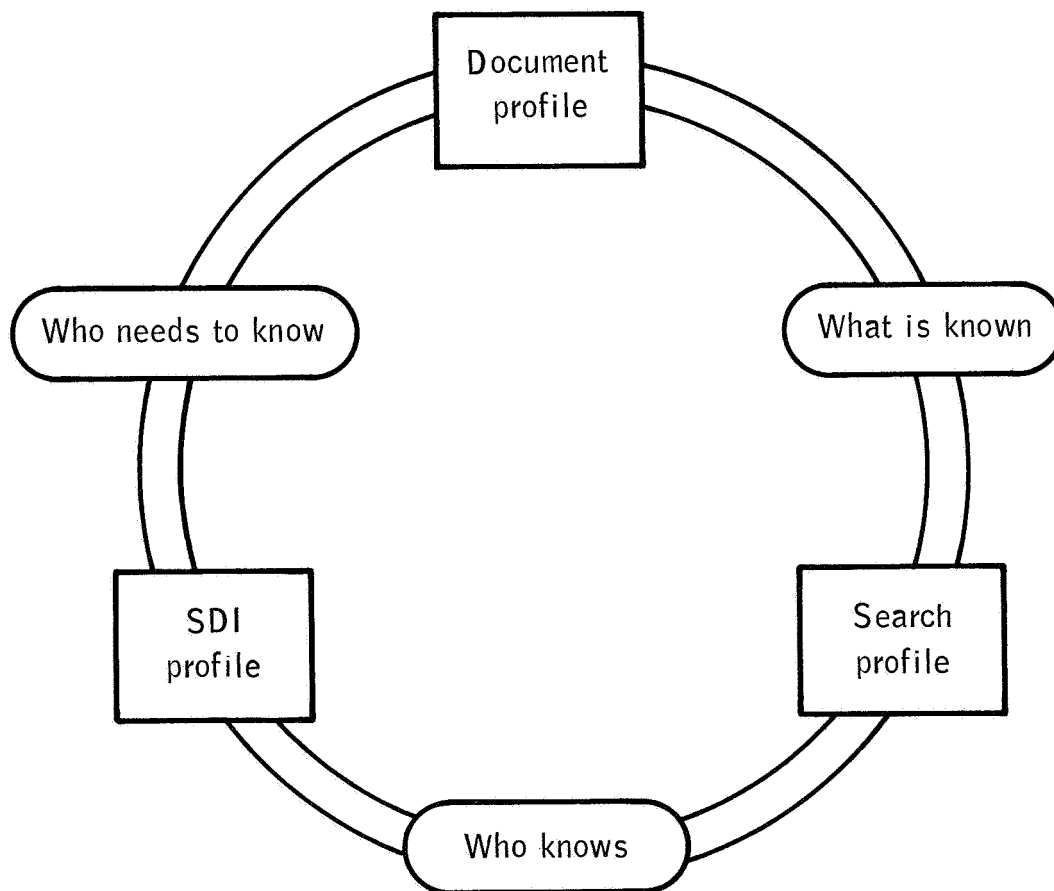 Document
profile
Who needs to know
What is known
SDI
profile
Search
profile
Who knows